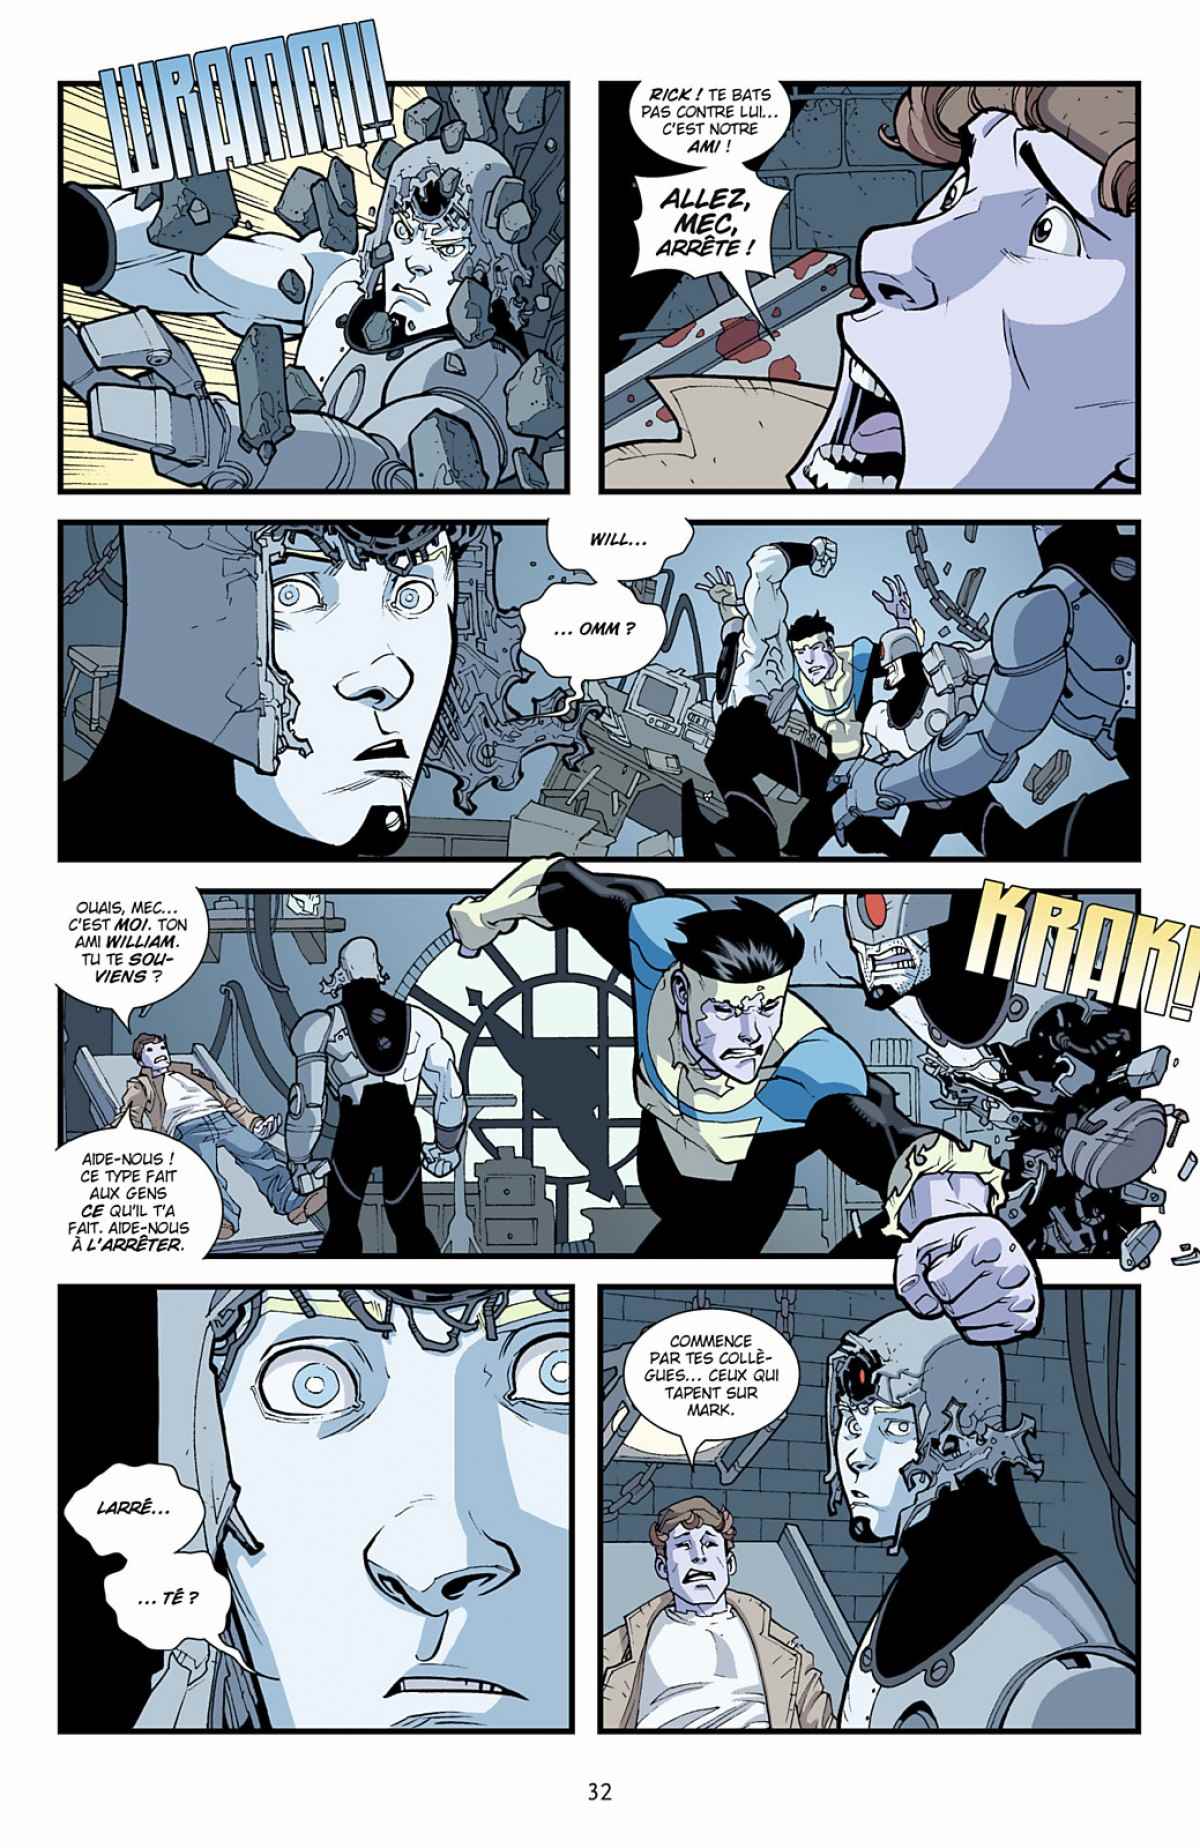 WRAMM!!
RICK ! TE BATS
PAS CONTRE LUI...
C'EST NOTRE
AMI !
ALLEZ,
MEC,
ARRÊTE !
WILL...
... OMM ?
OUAIS, MEC...
C'EST MOI. TON
AMI WILLIAM.
TU TE SOU-
VIENS ?
KRAK!
AIDE-NOUS !
CE TYPE FAIT
AUX GENS
CE QU'IL T'A
FAIT. AIDE-NOUS
À L'ARRÊTER.
LARRÉ...
... TÉ ?
COMMENCE
PAR TES COLLÈ-
GUES... CEUX QUI
TAPENT SUR
MARK.
32